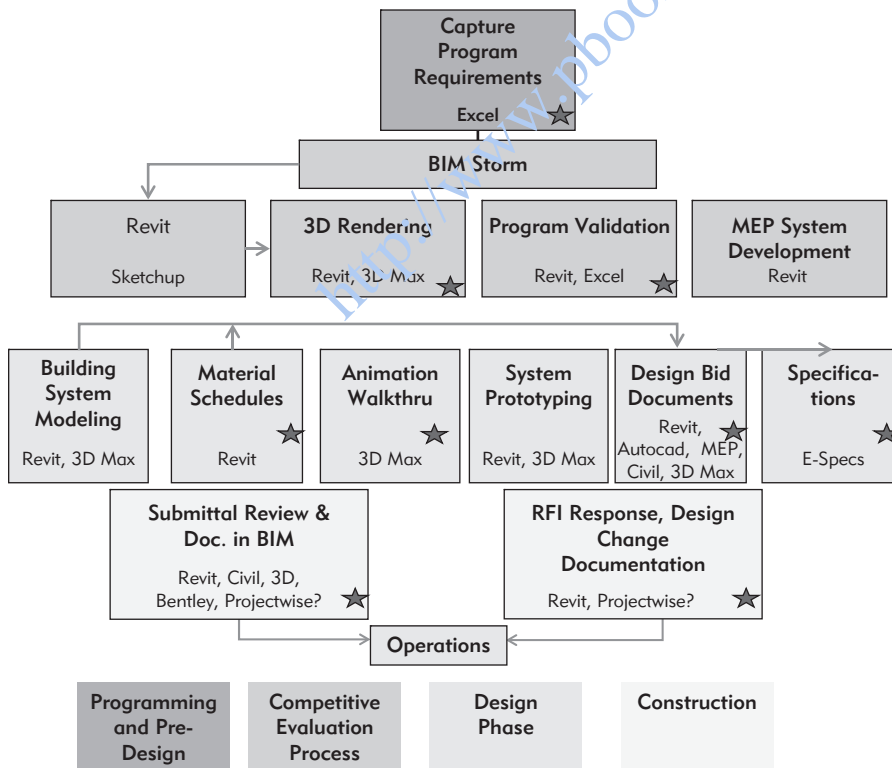 Capture
Program
Requirements
Excel
BIM Storm
Revit
Sketchup
3D Rendering
Revit, 3D Max
Program Validation
Revit, Excel
MEP System
Development
Revit
Building
System
Modeling
Revit, 3D Max
Material
Schedules
Revit
Animation
Walkthru
3D Max
System
Prototyping
Revit, 3D Max
Design Bid
Documents
Revit,
Autocad, MEP,
Civil, 3D Max
Specifica-
tions
E-Specs
Submittal Review &
Doc. in BIM
Revit, Civil, 3D,
Bentley, Projectwise?
RFI Response, Design
Change
Documentation
Revit, Projectwise?
Operations
Programming
and Pre-
Design
Competitive
Evaluation
Process
Design
Phase
Construction
http://www.pboo